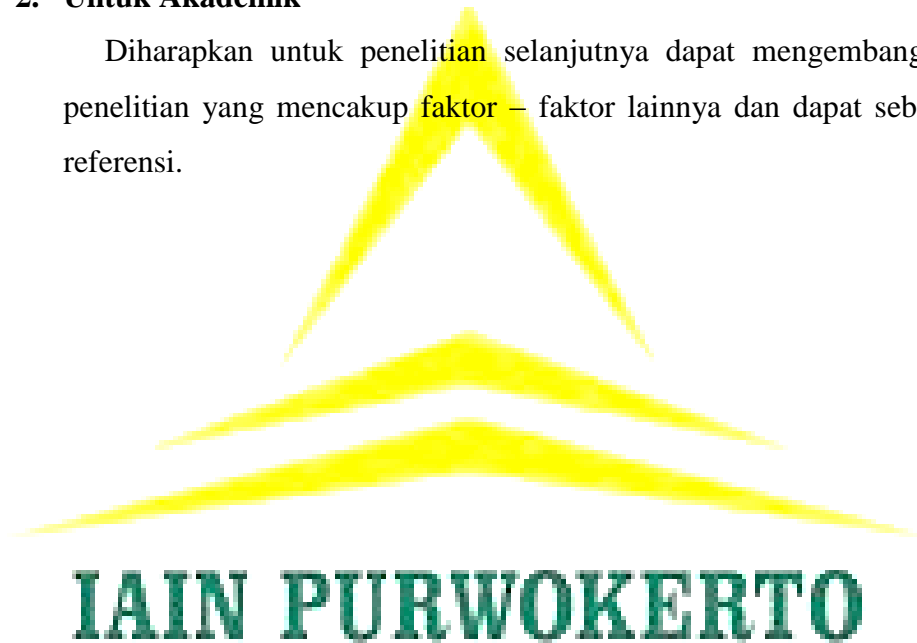 2. Untuk Akademik
Diharapkan untuk penelitian selanjutnya dapat mengembang
penelitian yang mencakup faktor – faktor lainnya dan dapat seb
referensi.
IAIN PURWOKERTO